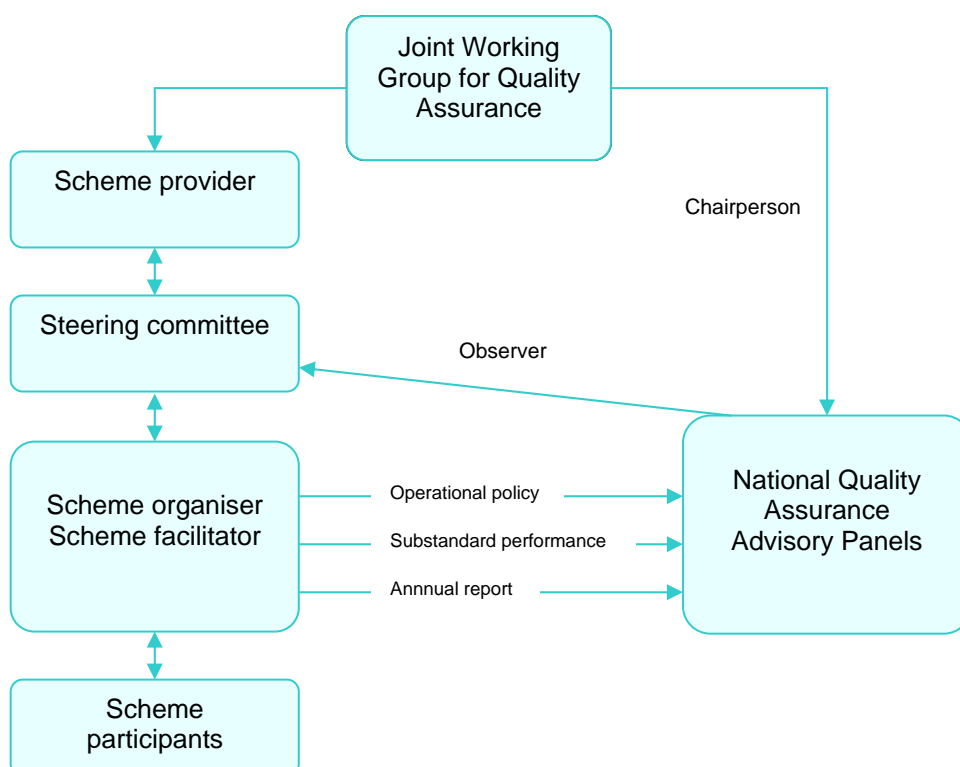 Joint Working
Group for Quality
Assurance
Scheme provider
Chairperson
Steering committee
Observer
Scheme organiser
Scheme facilitator
Operational policy
Substandard performance
Annnual report
National Quality
Assurance
Advisory Panels
Scheme
participants